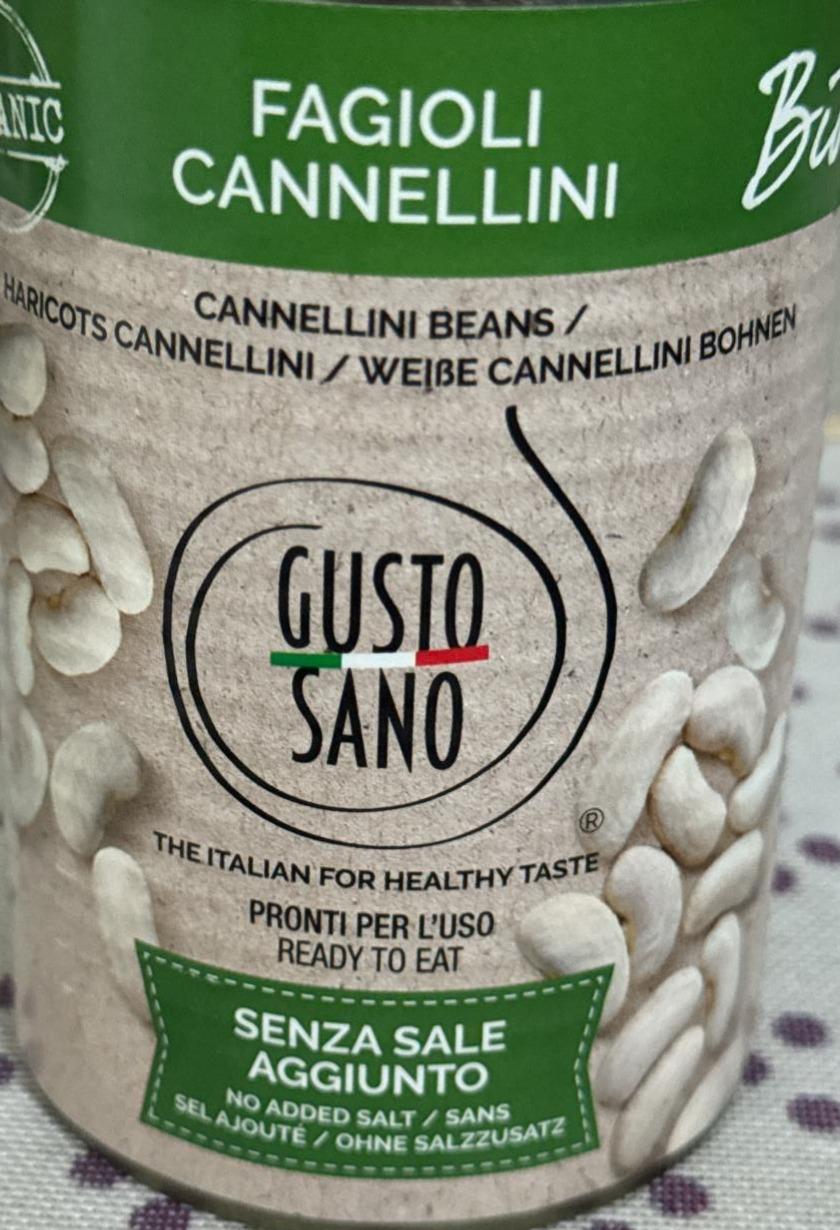 FAGIOLI
CANNELLINI
CANNELLINI BEANS /
HARICOTS CANNELLINI / WEIßE CANNELLINI BOHNEN
GUSTO
SANO
®
THE ITALIAN FOR HEALTHY TASTE
PRONTI PER L'USO
READY TO EAT
SENZA SALE
AGGIUNTO
NO ADDED SALT / SANS
SEL AJOUTÉ / OHNE SALZZUSATZ